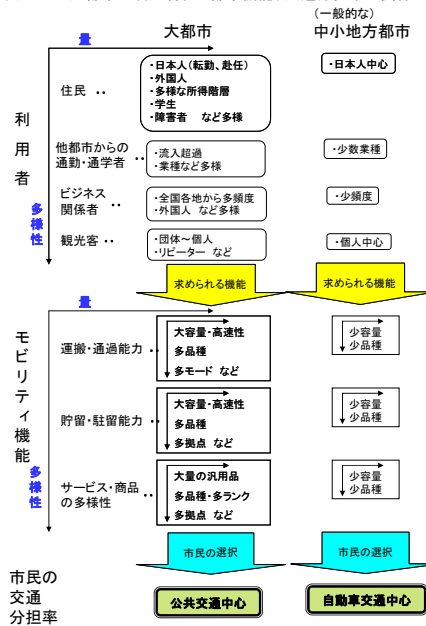 量
大都市
(一般的な)
中小地方都市
利用者
多様性
住民 ‥
・日本人(転勤、赴任)
・外国人
・多様な所得階層
・学生
・障害者 など多様
・日本人中心
他都市からの
通勤・通学者 ‥
・流入超過
・業種など多様
・少数業種
ビジネス
関係者 ‥
・全国各地から多頻度
・外国人 など多様
・少頻度
観光客 ‥
・団体～個人
・リピーター など
・個人中心
求められる機能
求められる機能
量
モビリティ機能
多様性
運搬・通過能力 ‥
大容量・高速性
多品種
多モード など
少容量
少品種
貯留・駐留能力 ‥
大容量・高速性
多品種
多拠点 など
少容量
少品種
サービス・商品
の多様性 ‥
大量の汎用品
多品種・多ランク
多拠点 など
少容量
少品種
市民の選択
市民の選択
市民の
交通
分担率
公共交通中心
自動車交通中心